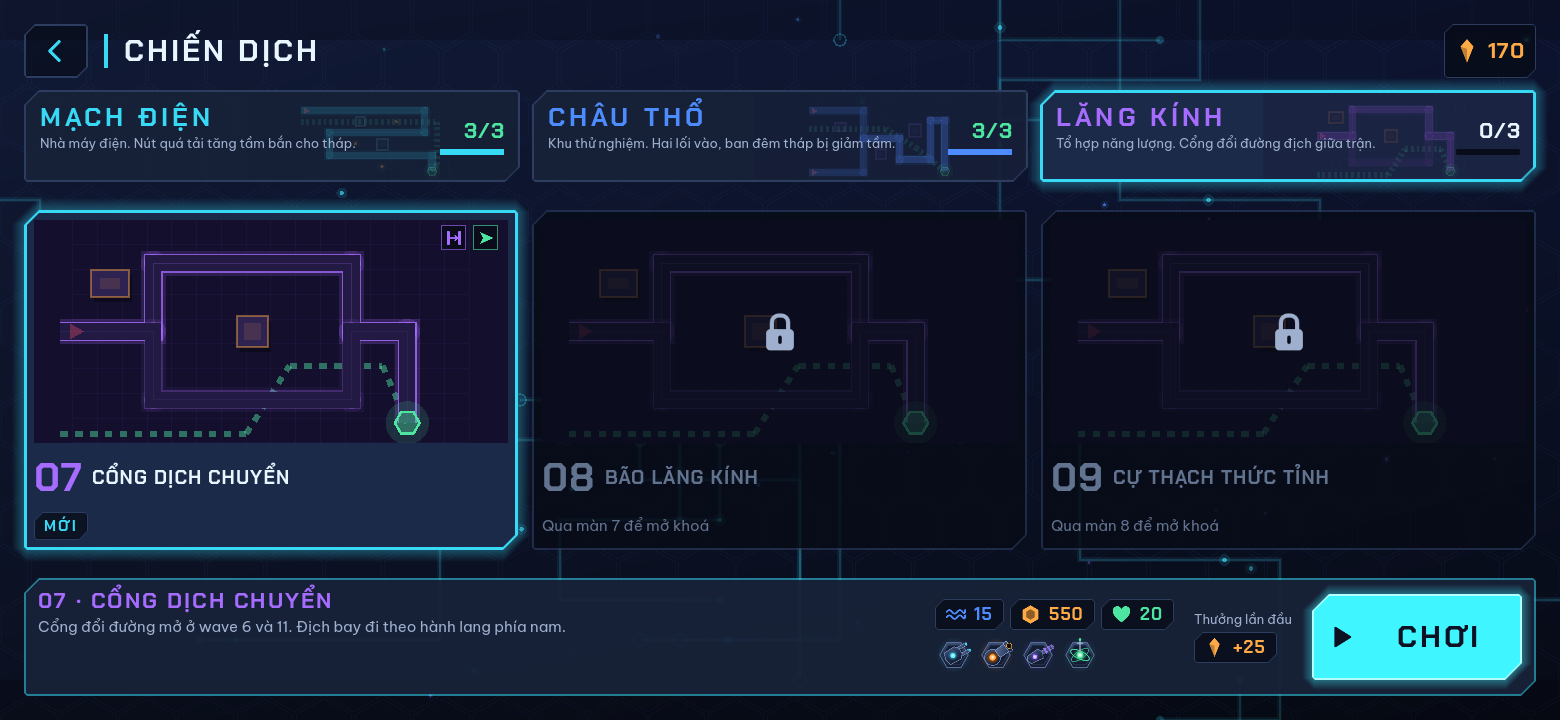 CHIẾN DỊCH
170
MẠCH ĐIỆN
Nhà máy điện. Nút quá tải tăng tầm bắn cho tháp.
3/3
CHÂU THỔ
Khu thử nghiệm. Hai lối vào, ban đêm tháp bị giảm tầm.
3/3
LĂNG KÍNH
Tổ hợp năng lượng. Cổng đổi đường địch giữa trận.
0/3
07 CỔNG DỊCH CHUYỂN
MỚI
08 BÃO LĂNG KÍNH
Qua màn 7 để mở khoá
09 CỰ THẠCH THỨC TỈNH
Qua màn 8 để mở khoá
07 · CỔNG DỊCH CHUYỂN
Cổng đổi đường mở ở wave 6 và 11. Địch bay đi theo hành lang phía nam.
15
550
20
Thưởng lần đầu
+25
CHƠI